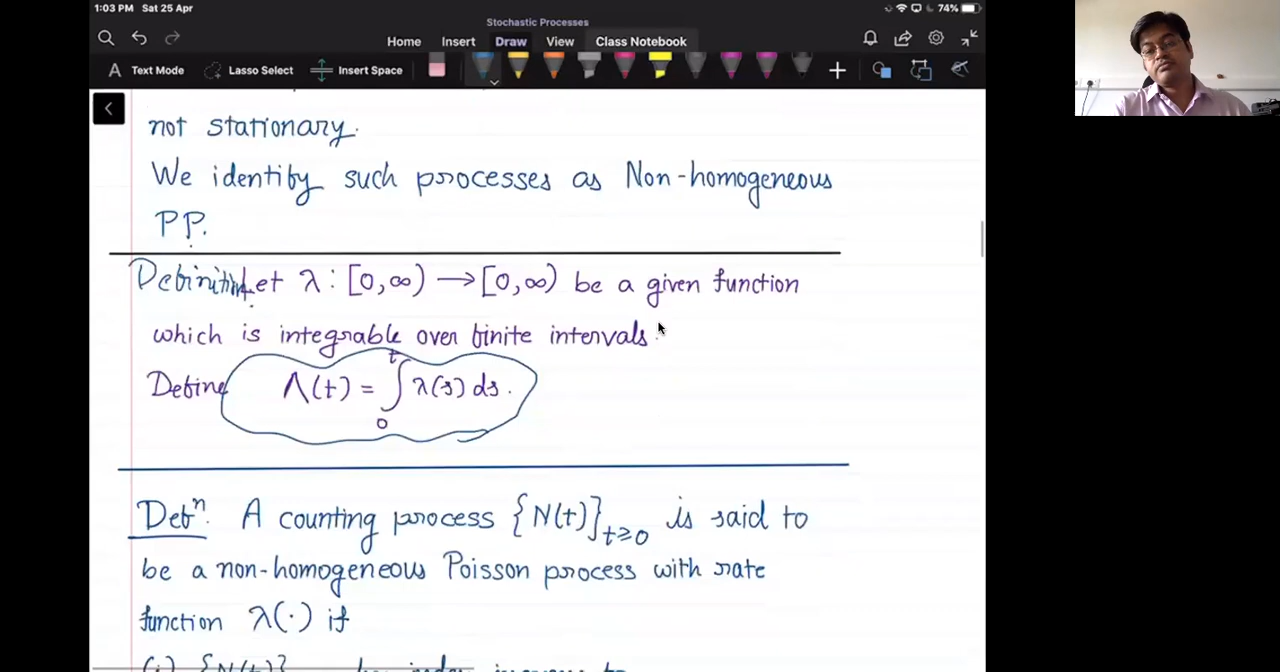 1:03 PM Sat 25 Apr
74%
Stochastic Processes
Home Insert Draw View Class Notebook
Text Mode Lasso Select Insert Space
not stationary.
We identify such processes as Non-homogeneous
PP.
Definition Let λ : [0,∞) → [0,∞) be a given function
which is integrable over finite intervals.
Define Λ(t) = ∫₀ᵗ λ(s) ds.
Defⁿ. A counting process {N(t)}ₜ≥₀ is said to
be a non-homogeneous Poisson process with rate
function λ(·) if
(i) {N(t)}